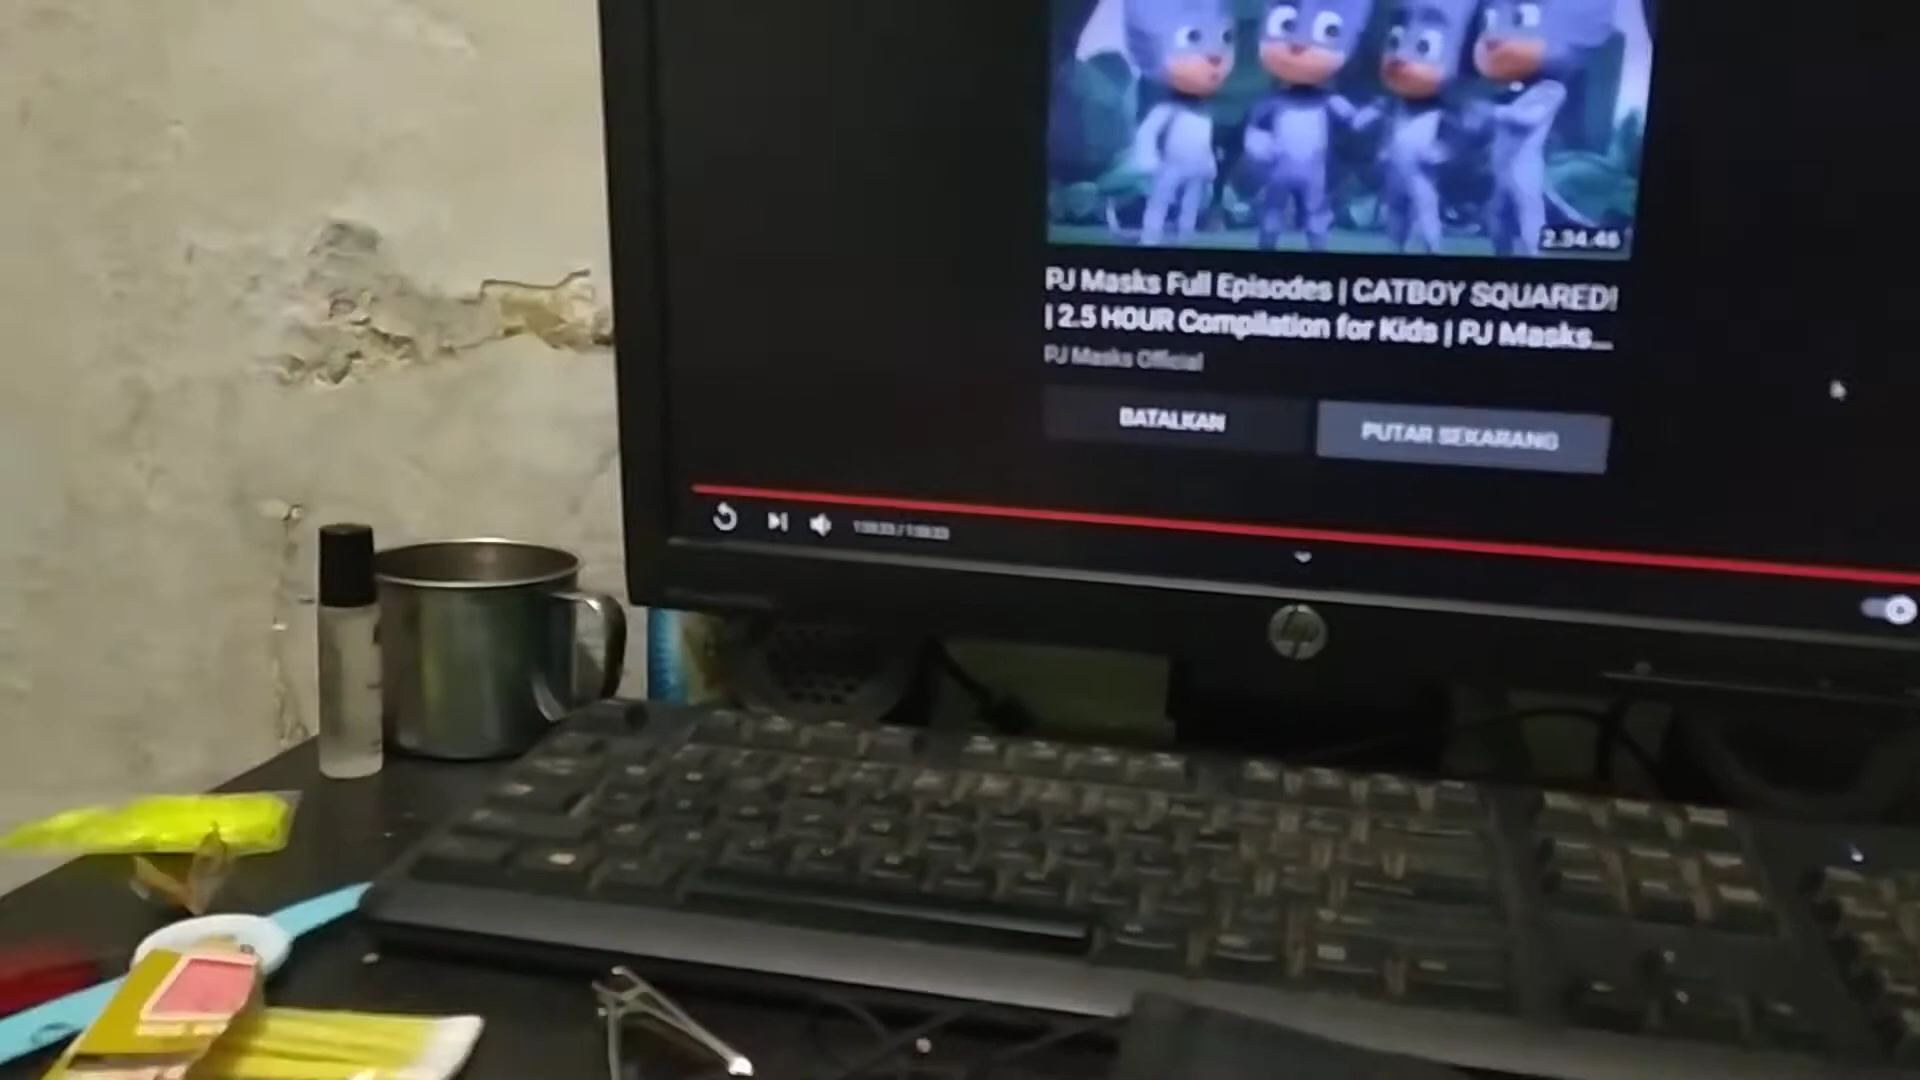 2:34:46
PJ Masks Full Episodes | CATBOY SQUARED!
| 2.5 HOUR Compilation for Kids | PJ Masks...
PJ Masks Official
BATALKAN
PUTAR SEKARANG
hp